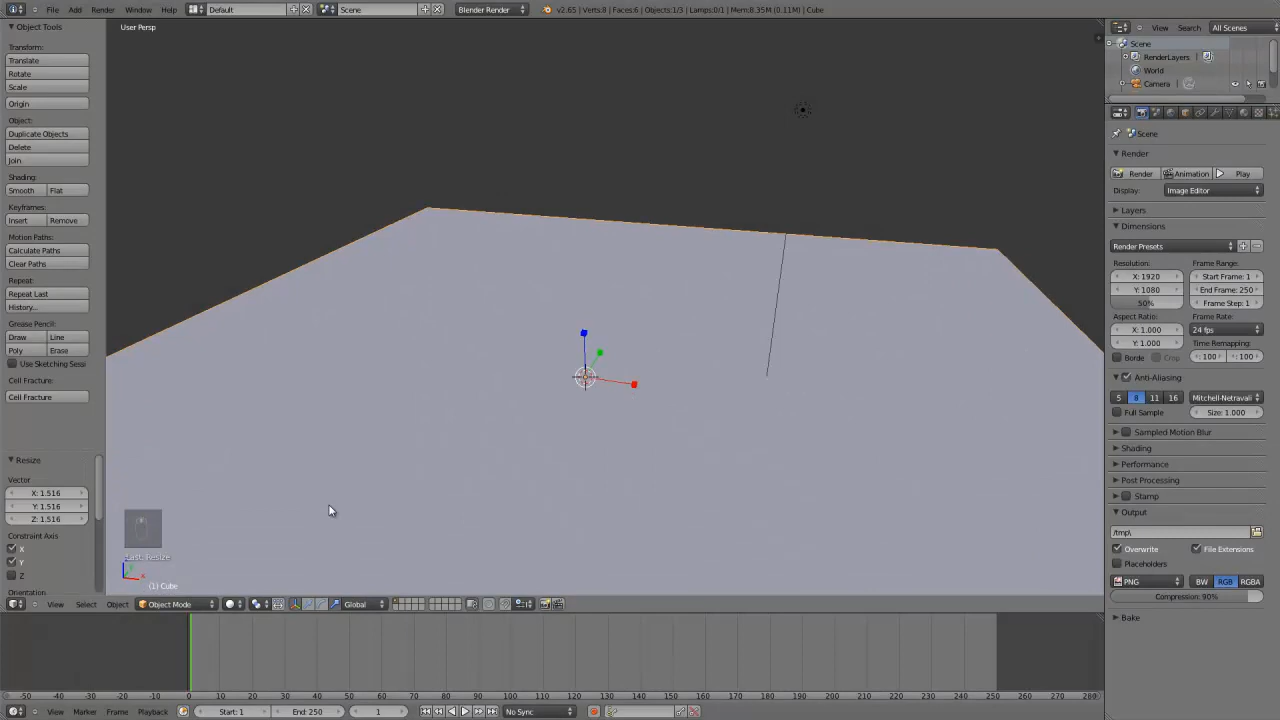 File Add Render Window Help Default Scene Blender Render v2.65 | Verts:8 | Faces:6 | Objects:1/3 | Lamps:0/1 | Mem:8.35M (0.11M) | Cube
View Search All Scenes
Object Tools
User Persp
Scene
RenderLayers
World
Camera
Transform:
Translate
Rotate
Scale
Origin
Object:
Duplicate Objects
Delete
Join
Shading:
Smooth Flat
Keyframes:
Insert Remove
Motion Paths:
Calculate Paths
Clear Paths
Repeat:
Repeat Last
History...
Grease Pencil:
Draw Line
Poly Erase
Use Sketching Sessi
Cell Fracture:
Cell Fracture
Resize
Vector
X: 1.516
Y: 1.516
Z: 1.516
Constraint Axis
X
Y
Z
Orientation
Last: Resize
(1) Cube
View Select Object Object Mode Global
Scene
Render
Render Animation Play
Display: Image Editor
Layers
Dimensions
Render Presets
Resolution: Frame Range:
X: 1920 Start Frame: 1
Y: 1080 End Frame: 250
50% Frame Step: 1
Aspect Ratio: Frame Rate:
X: 1.000 24 fps
Y: 1.000 Time Remapping:
Borde Crop :100 :100
Anti-Aliasing
5 8 11 16 Mitchell-Netravali
Full Sample Size: 1.000
Sampled Motion Blur
Shading
Performance
Post Processing
Stamp
Output
/tmp\
Overwrite File Extensions
Placeholders
PNG BW RGB RGBA
Compression: 90%
Bake
-50 -40 -30 -20 -10 0 10 20 30 40 50 60 70 80 90 100 110 120 130 140 150 160 170 180 190 200 210 220 230 240 250 260 270 280
View Marker Frame Playback Start: 1 End: 250 1 No Sync